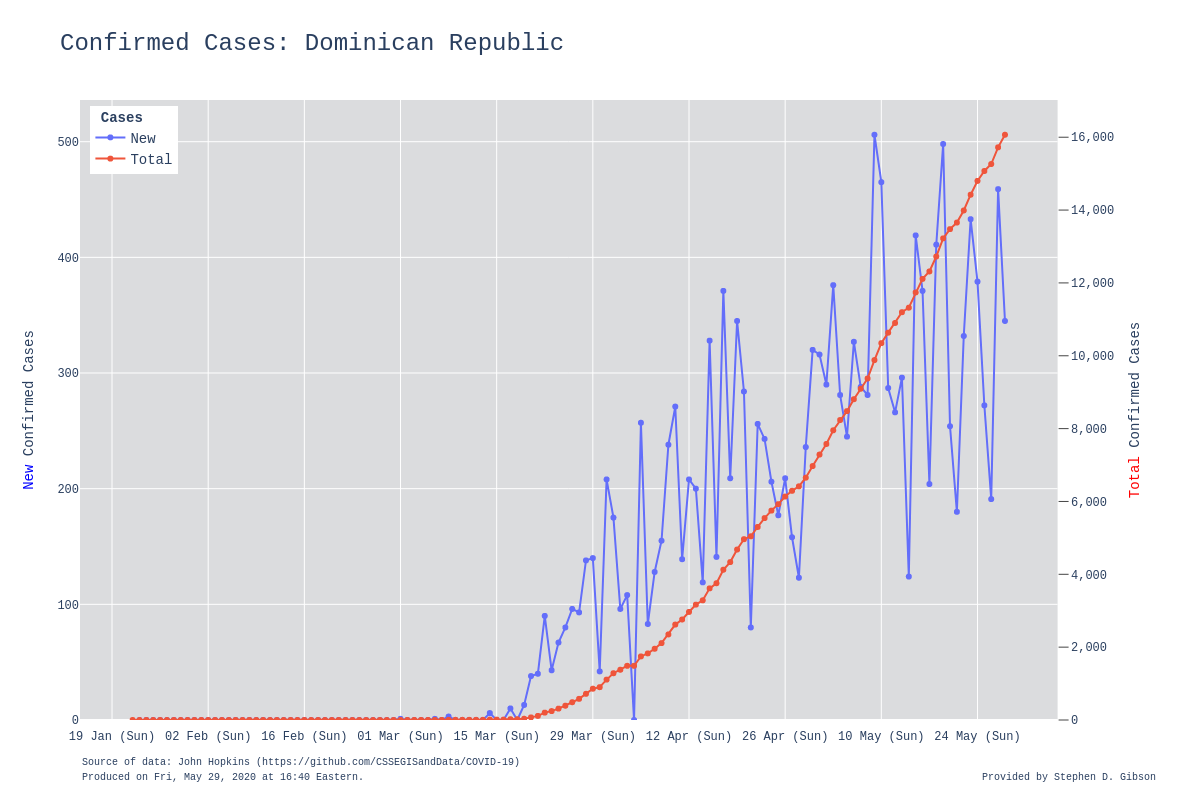 Confirmed Cases: Dominican Republic
Cases
New
Total
500
400
300
200
100
0
New Confirmed Cases
16,000
14,000
12,000
10,000
8,000
6,000
4,000
2,000
0
Total Confirmed Cases
19 Jan (Sun) 02 Feb (Sun) 16 Feb (Sun) 01 Mar (Sun) 15 Mar (Sun) 29 Mar (Sun) 12 Apr (Sun) 26 Apr (Sun) 10 May (Sun) 24 May (Sun)
Source of data: John Hopkins (https://github.com/CSSEGISandData/COVID-19)
Produced on Fri, May 29, 2020 at 16:40 Eastern.
Provided by Stephen D. Gibson